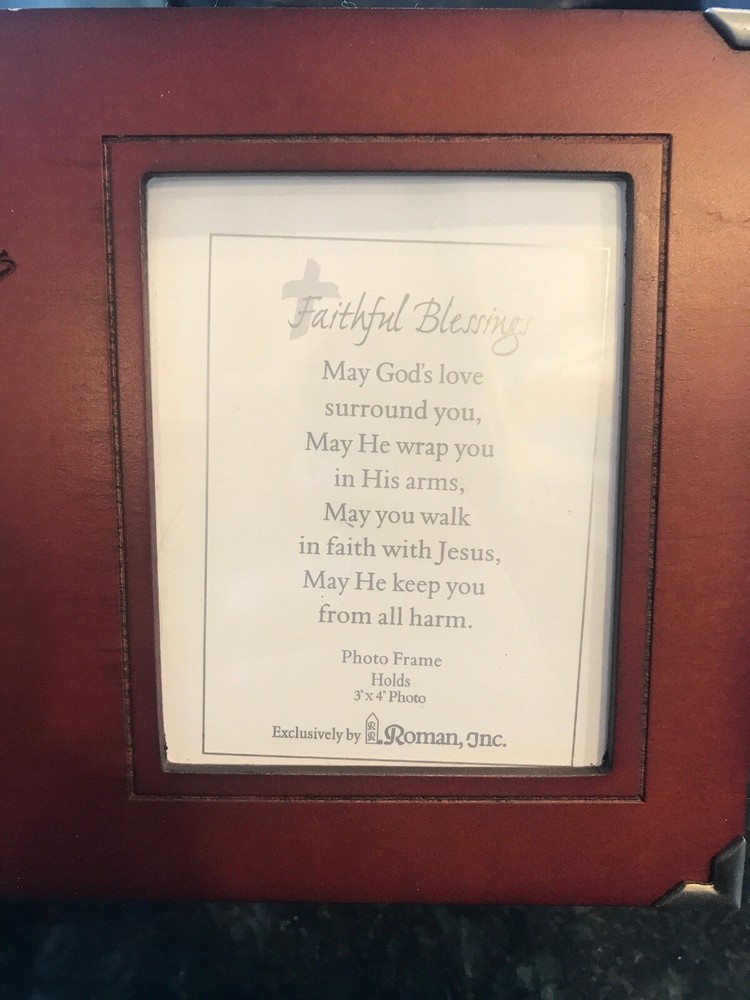 Faithful Blessings
May God's love
surround you,
May He wrap you
in His arms,
May you walk
in faith with Jesus,
May He keep you
from all harm.
Photo Frame
Holds
3" x 4" Photo
Exclusively by RR Roman, Inc.